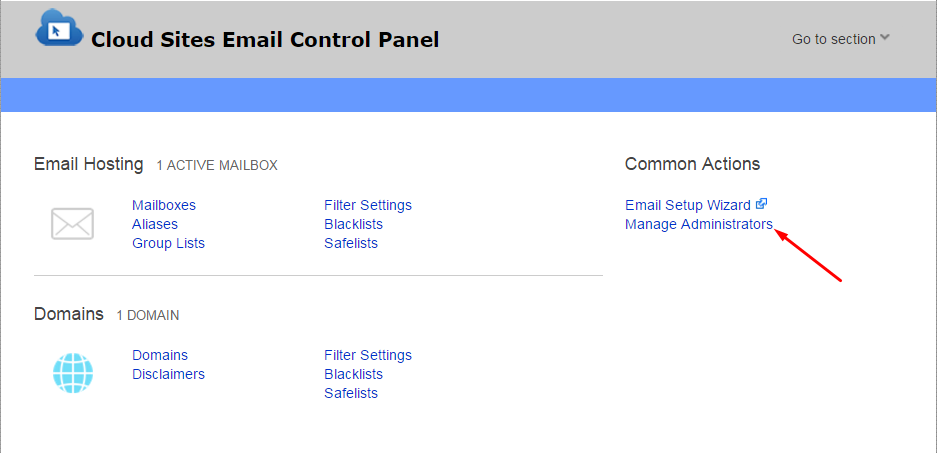 Cloud Sites Email Control Panel
Go to section
Email Hosting 1 ACTIVE MAILBOX
Mailboxes
Aliases
Group Lists
Filter Settings
Blacklists
Safelists
Domains 1 DOMAIN
Domains
Disclaimers
Filter Settings
Blacklists
Safelists
Common Actions
Email Setup Wizard
Manage Administrators